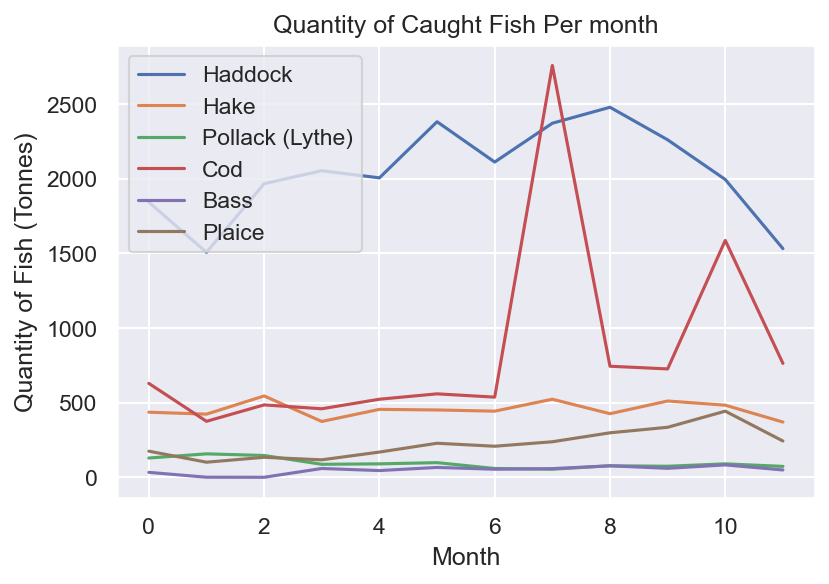 Quantity of Caught Fish Per month
Haddock
Hake
Pollack (Lythe)
Cod
Bass
Plaice
Quantity of Fish (Tonnes)
2500
2000
1500
1000
500
0
0 2 4 6 8 10
Month